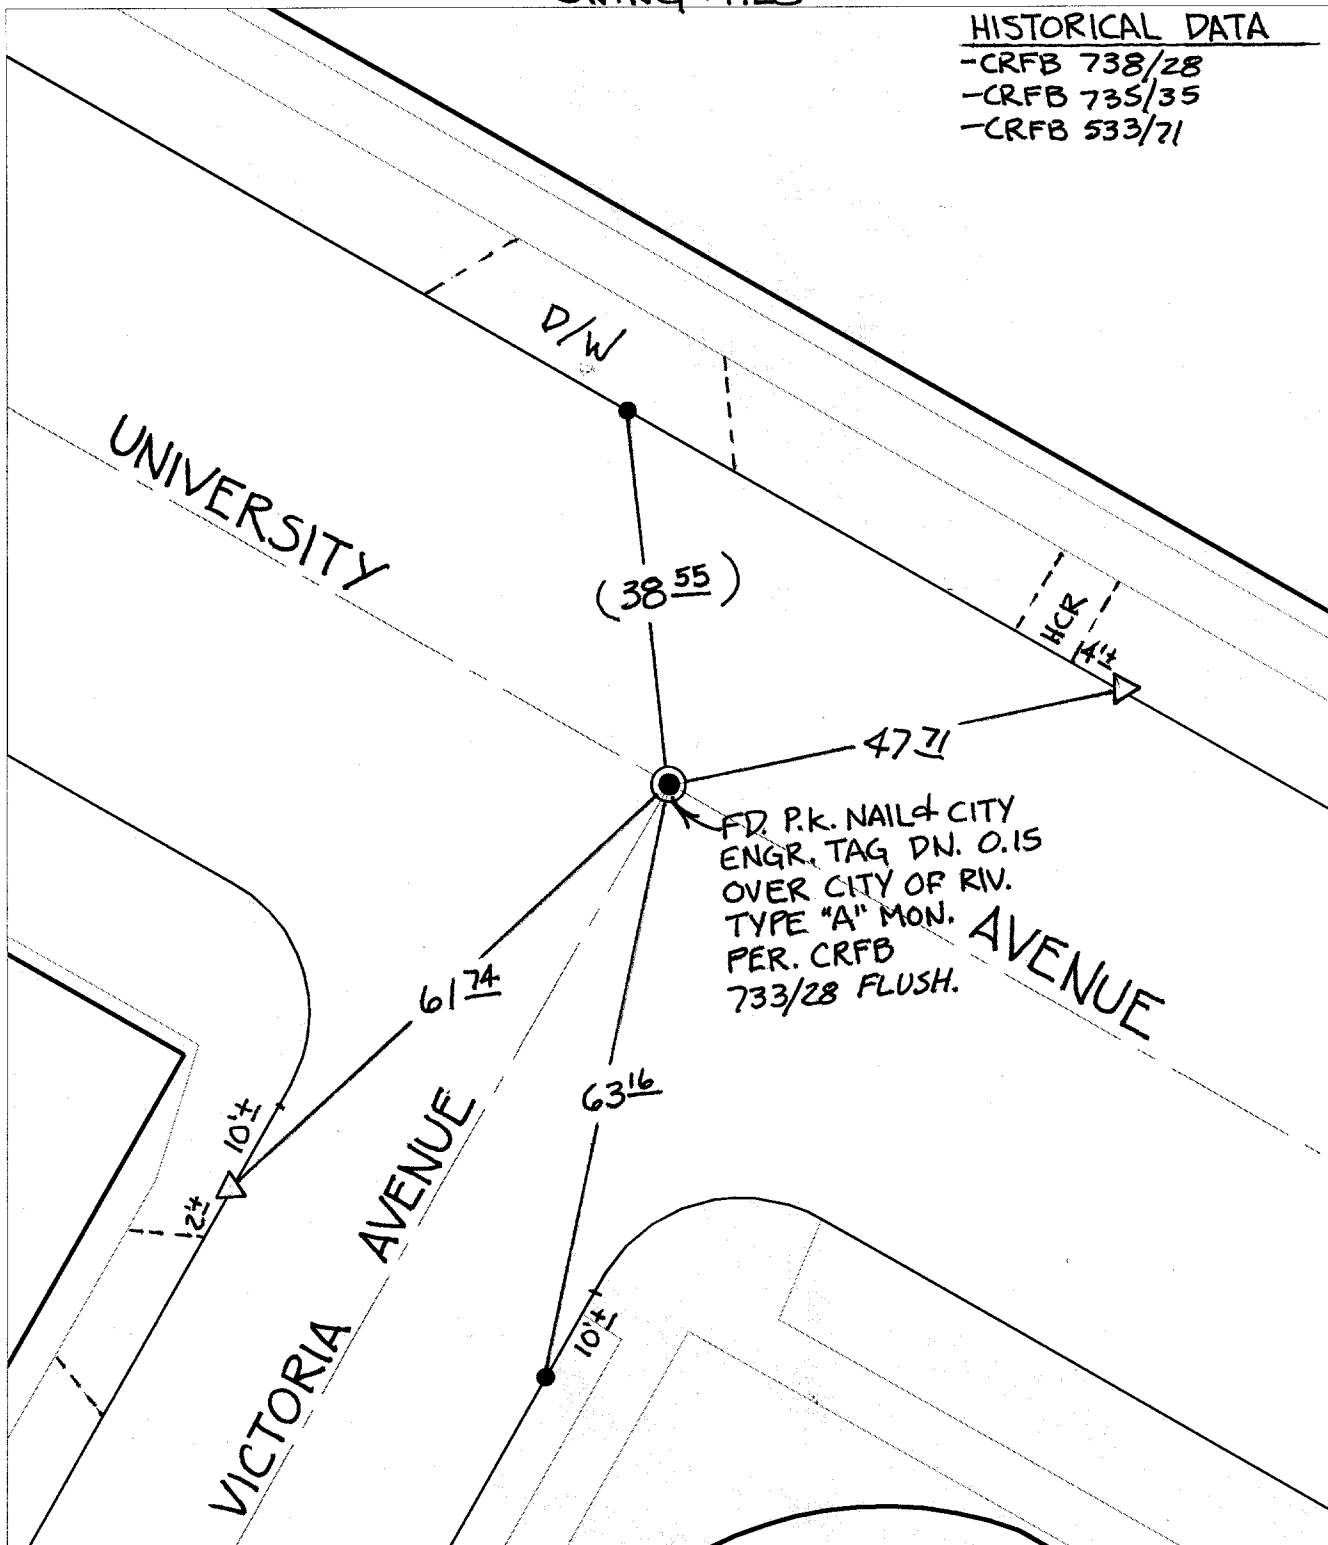 HISTORICAL DATA
-CRFB 738/28
-CRFB 735/35
-CRFB 533/71
D/W
UNIVERSITY
(38 55)
HCR
14'±
47 71
FD. P.K. NAIL & CITY
ENGR. TAG DN. 0.15
OVER CITY OF RIV.
TYPE "A" MON.
PER. CRFB
733/28 FLUSH.
AVENUE
61 74
63 16
10'±
2'±
AVENUE
10'±
VICTORIA